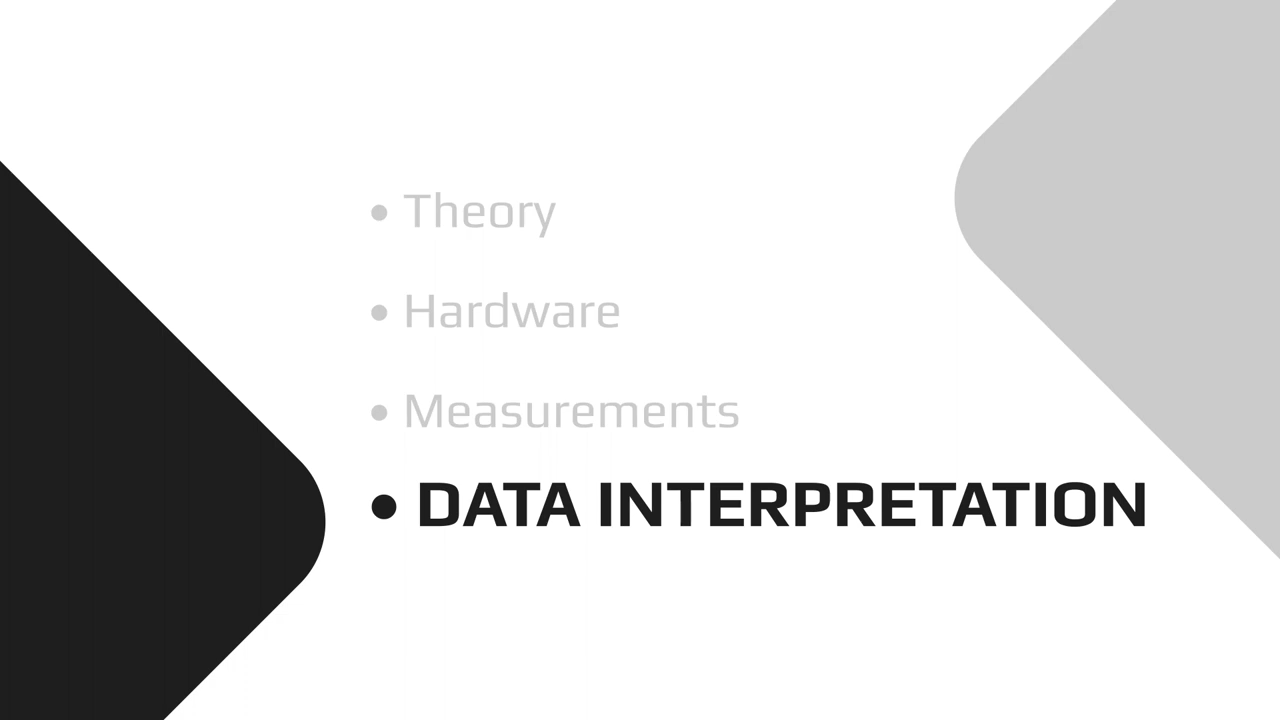 • Theory
• Hardware
• Measurements
• DATA INTERPRETATION